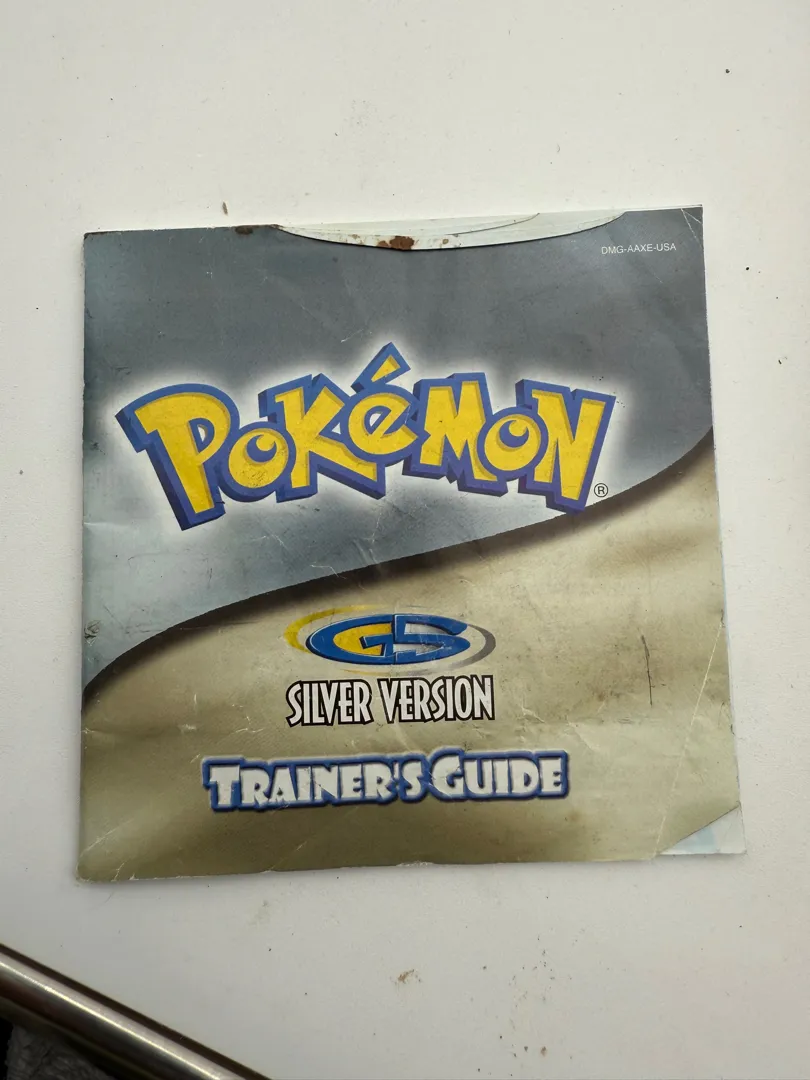 DMG-AAXE-USA
POKéMON
®
GS
SILVER VERSION
TRAINER'S GUIDE